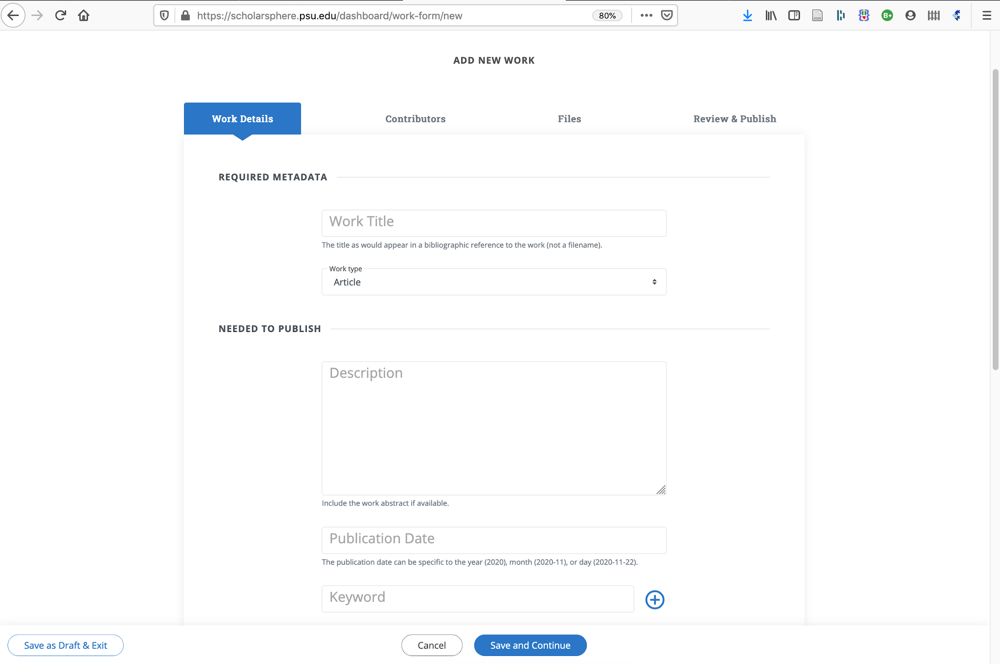 https://scholarsphere.psu.edu/dashboard/work-form/new
80%
B+
ADD NEW WORK
Work Details
Contributors
Files
Review & Publish
REQUIRED METADATA
Work Title
The title as would appear in a bibliographic reference to the work (not a filename).
Work type
Article
NEEDED TO PUBLISH
Description
Include the work abstract if available.
Publication Date
The publication date can be specific to the year (2020), month (2020-11), or day (2020-11-22).
Keyword
Save as Draft & Exit
Cancel
Save and Continue